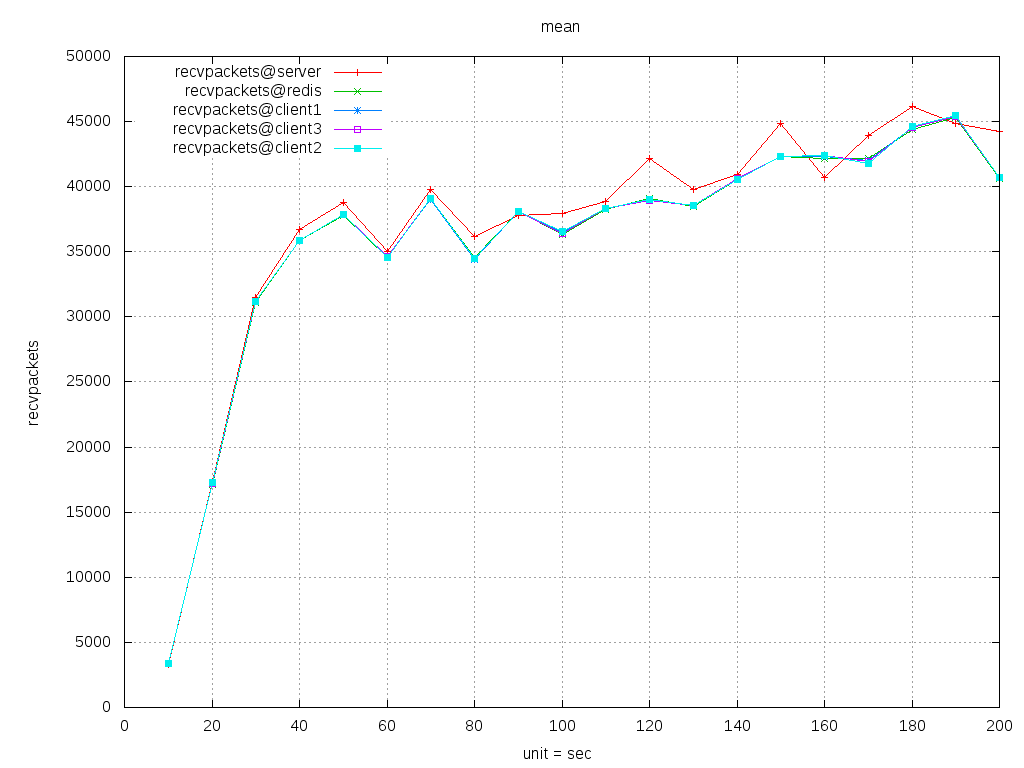 mean
50000
45000
40000
35000
30000
25000
20000
15000
10000
5000
0
recvpackets@server
recvpackets@redis
recvpackets@client1
recvpackets@client3
recvpackets@client2
recvpackets
0 20 40 60 80 100 120 140 160 180 200
unit = sec